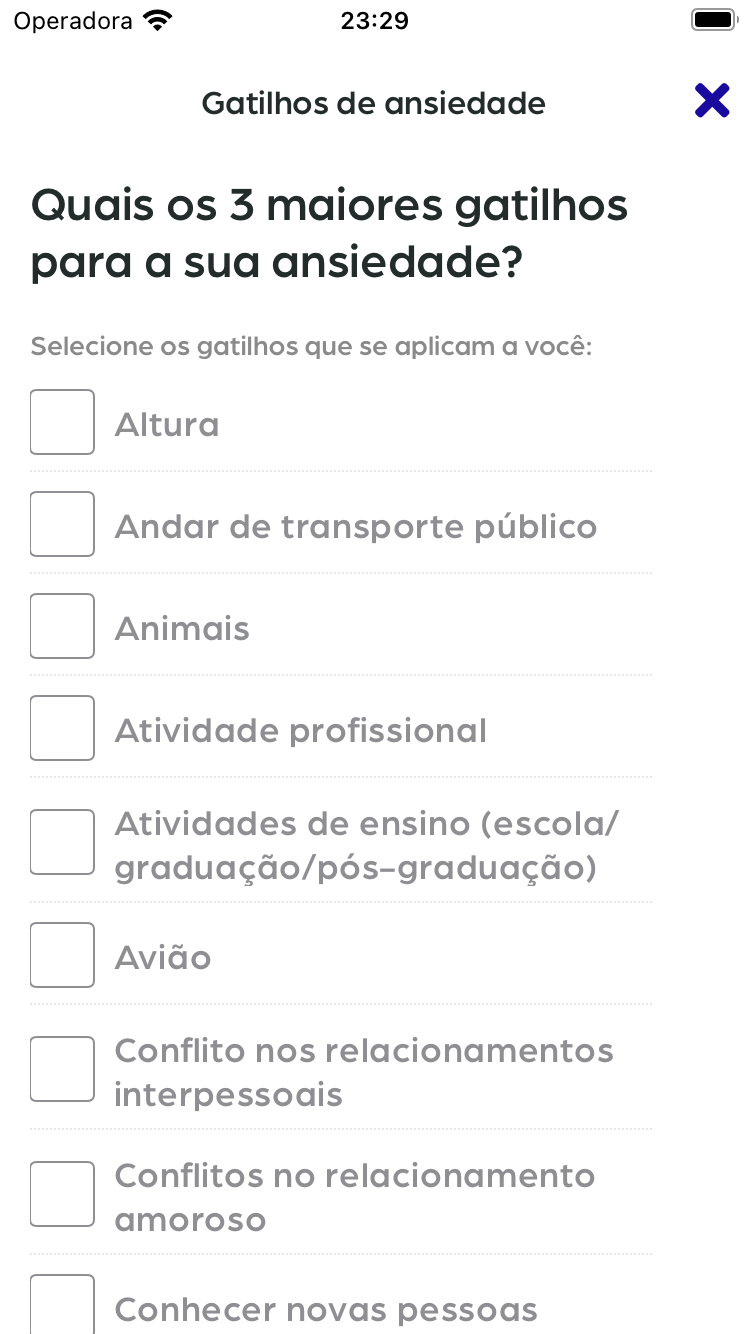 Operadora 23:29
Gatilhos de ansiedade
Quais os 3 maiores gatilhos
para a sua ansiedade?
Selecione os gatilhos que se aplicam a você:
Altura
Andar de transporte público
Animais
Atividade profissional
Atividades de ensino (escola/
graduação/pós-graduação)
Avião
Conflito nos relacionamentos
interpessoais
Conflitos no relacionamento
amoroso
Conhecer novas pessoas